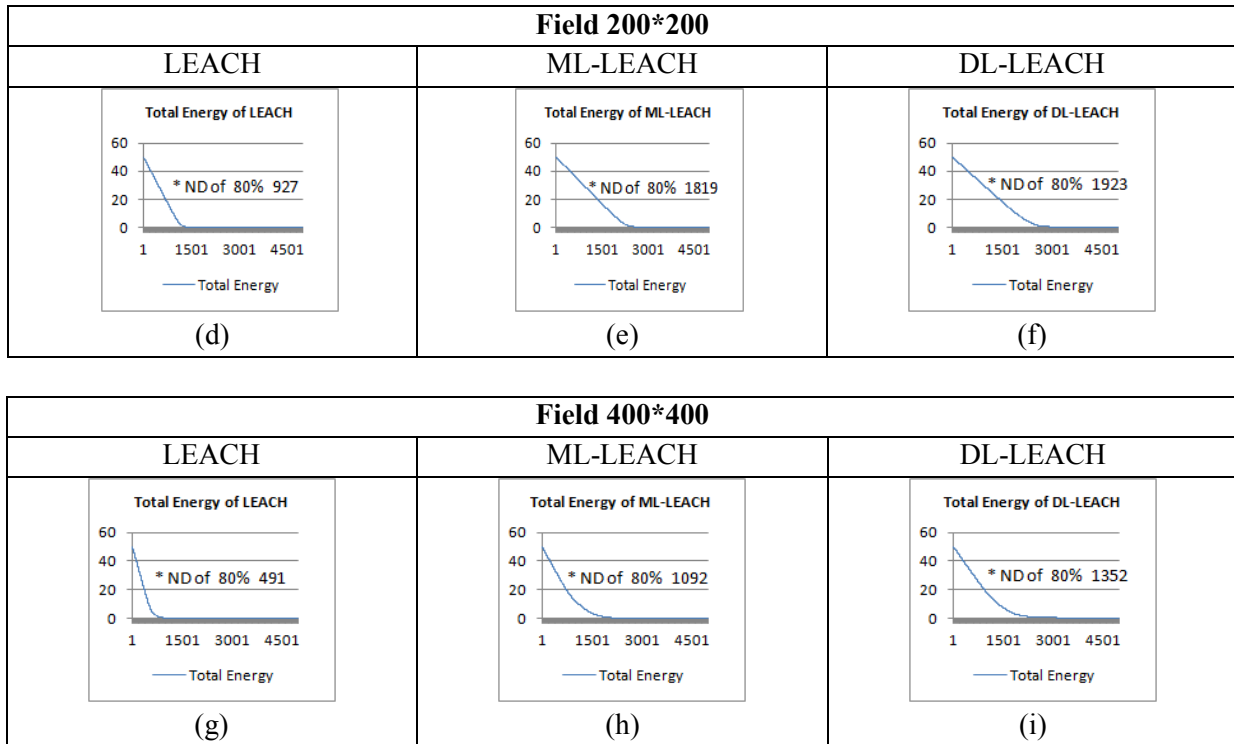 Field 200*200
LEACH
ML-LEACH
DL-LEACH
Total Energy of LEACH
60
40
20
0
* ND of 80% 927
1 1501 3001 4501
Total Energy
(d)
Total Energy of ML-LEACH
60
40
20
0
* ND of 80% 1819
1 1501 3001 4501
Total Energy
(e)
Total Energy of DL-LEACH
60
40
20
0
* ND of 80% 1923
1 1501 3001 4501
Total Energy
(f)
Field 400*400
LEACH
ML-LEACH
DL-LEACH
Total Energy of LEACH
60
40
20
0
* ND of 80% 491
1 1501 3001 4501
Total Energy
(g)
Total Energy of ML-LEACH
60
40
20
0
* ND of 80% 1092
1 1501 3001 4501
Total Energy
(h)
Total Energy of DL-LEACH
60
40
20
0
* ND of 80% 1352
1 1501 3001 4501
Total Energy
(i)